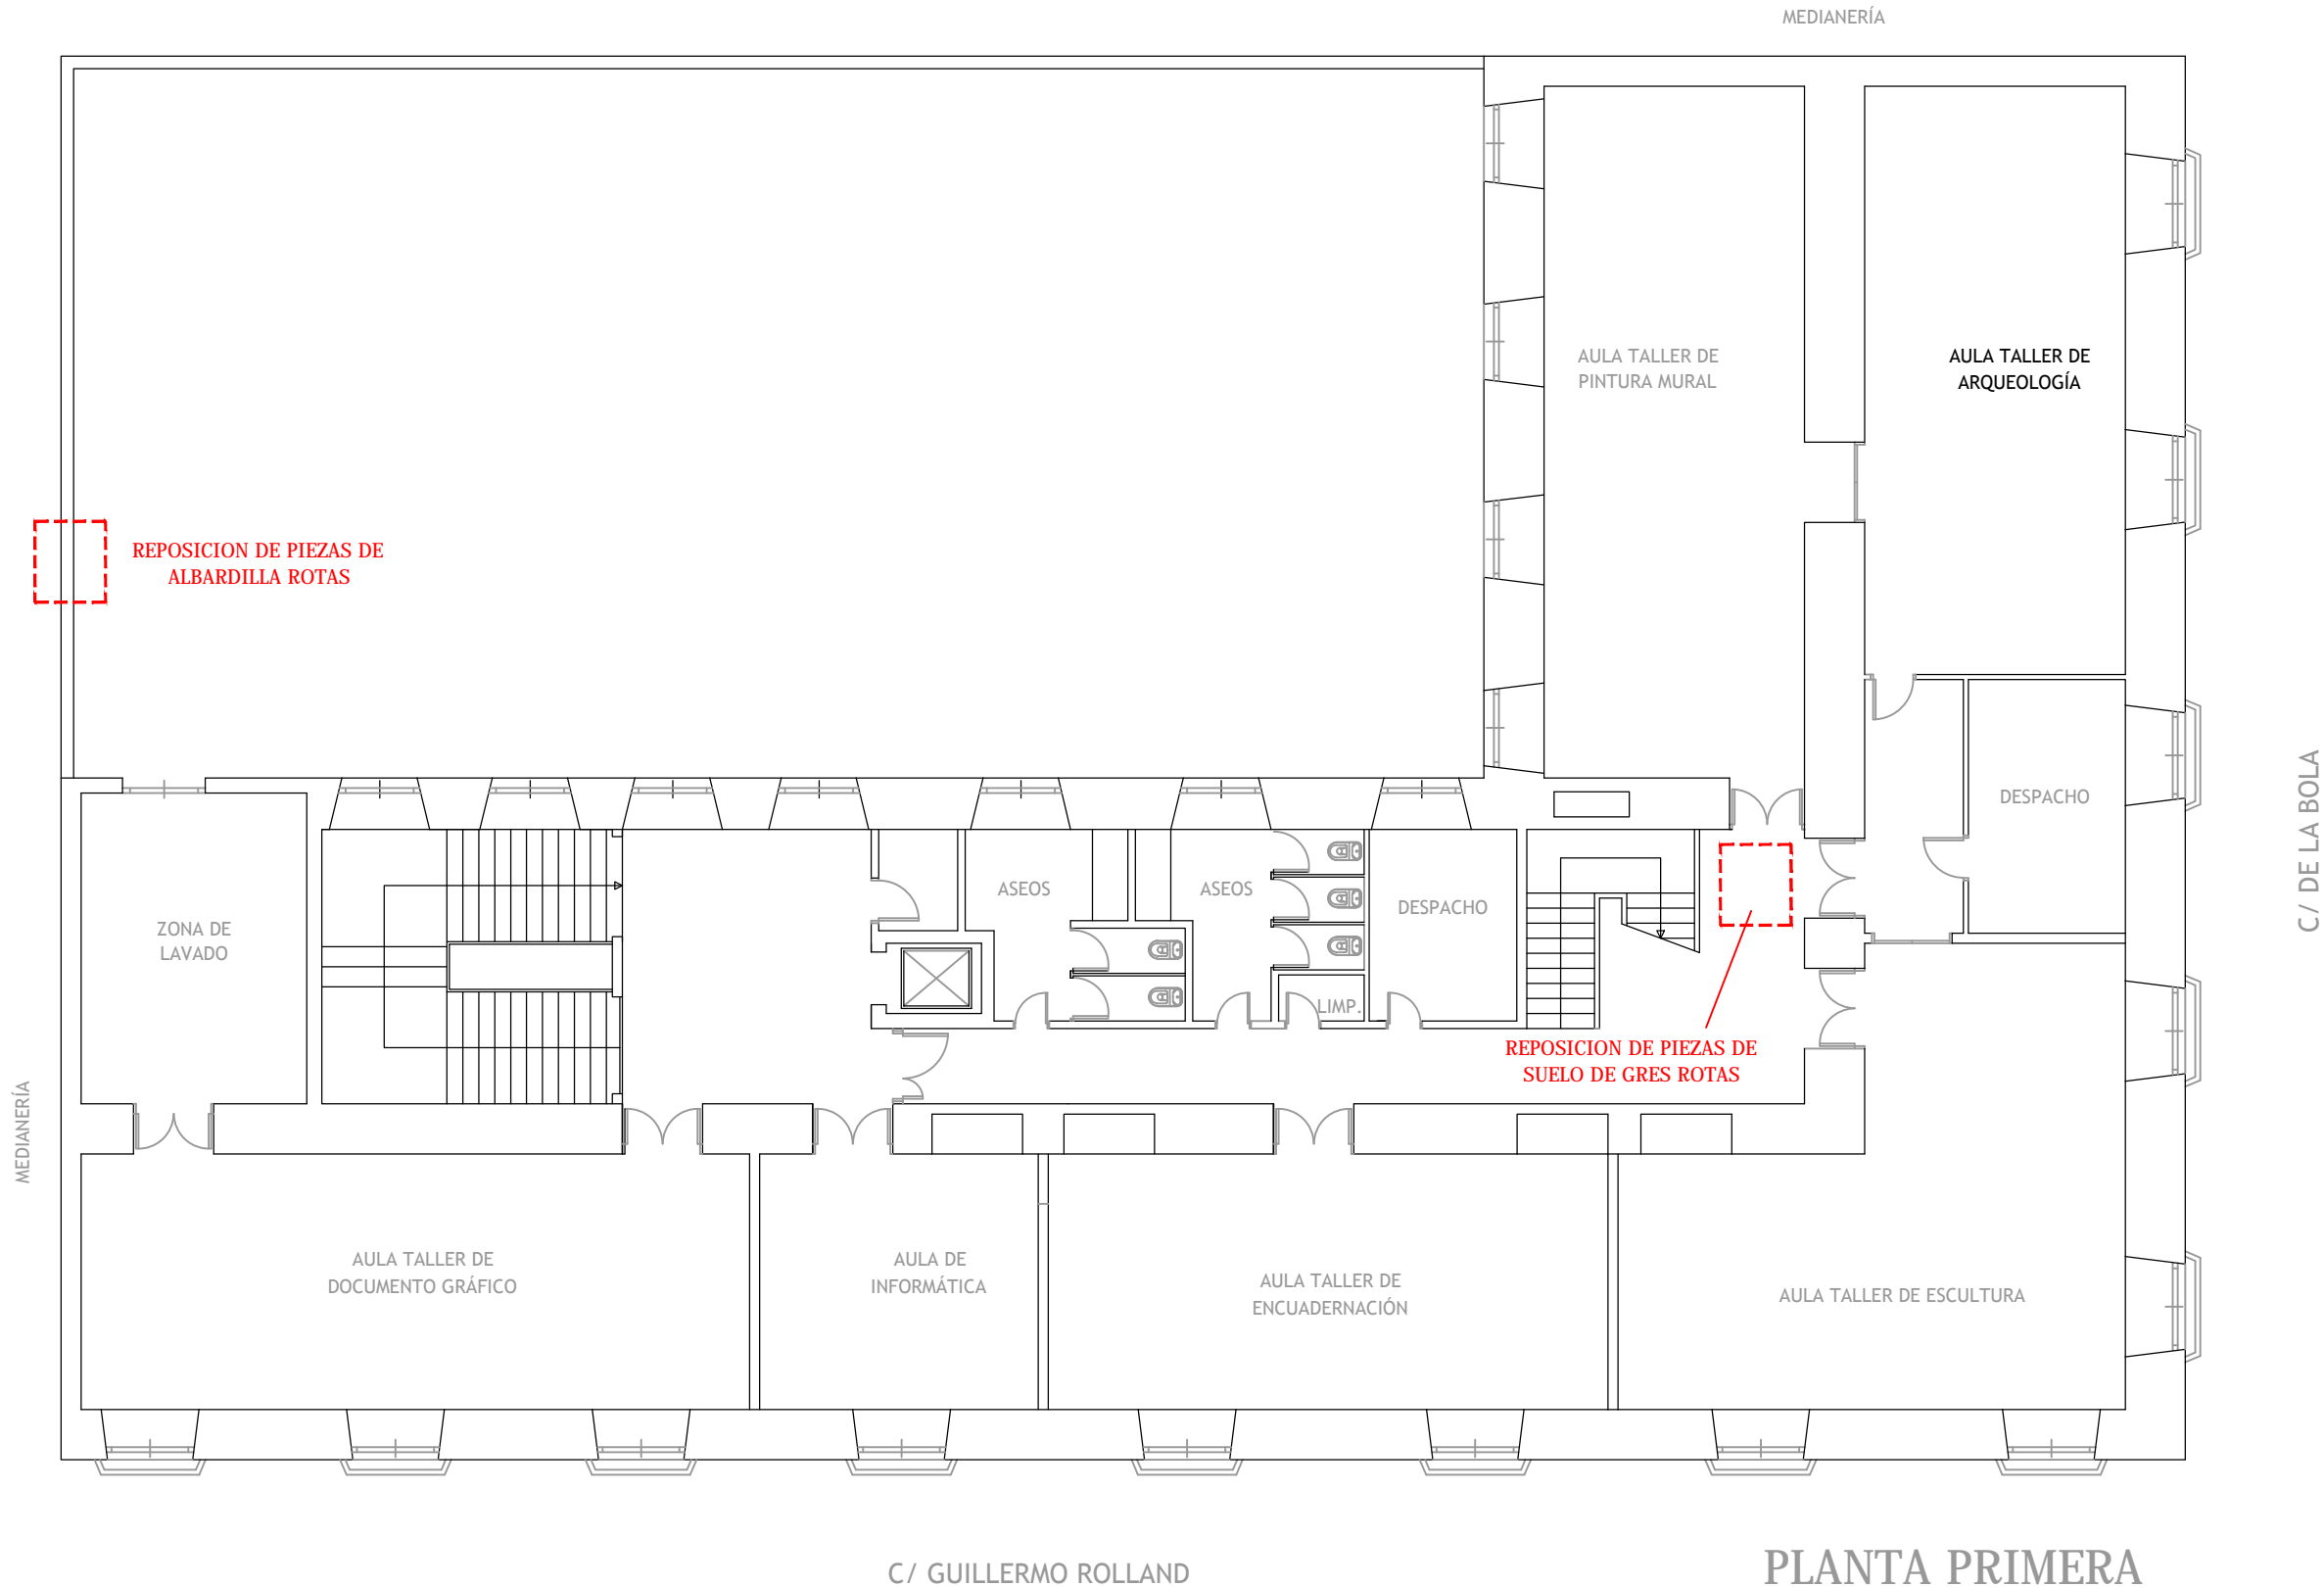 MEDIANERÍA
AULA TALLER DE
PINTURA MURAL
AULA TALLER DE
ARQUEOLOGÍA
REPOSICION DE PIEZAS DE
ALBARDILLA ROTAS
C/ DE LA BOLA
DESPACHO
ASEOS
ASEOS
DESPACHO
ZONA DE
LAVADO
LIMP.
REPOSICION DE PIEZAS DE
SUELO DE GRES ROTAS
MEDIANERÍA
AULA TALLER DE
DOCUMENTO GRÁFICO
AULA DE
INFORMÁTICA
AULA TALLER DE
ENCUADERNACIÓN
AULA TALLER DE ESCULTURA
C/ GUILLERMO ROLLAND
PLANTA PRIMERA